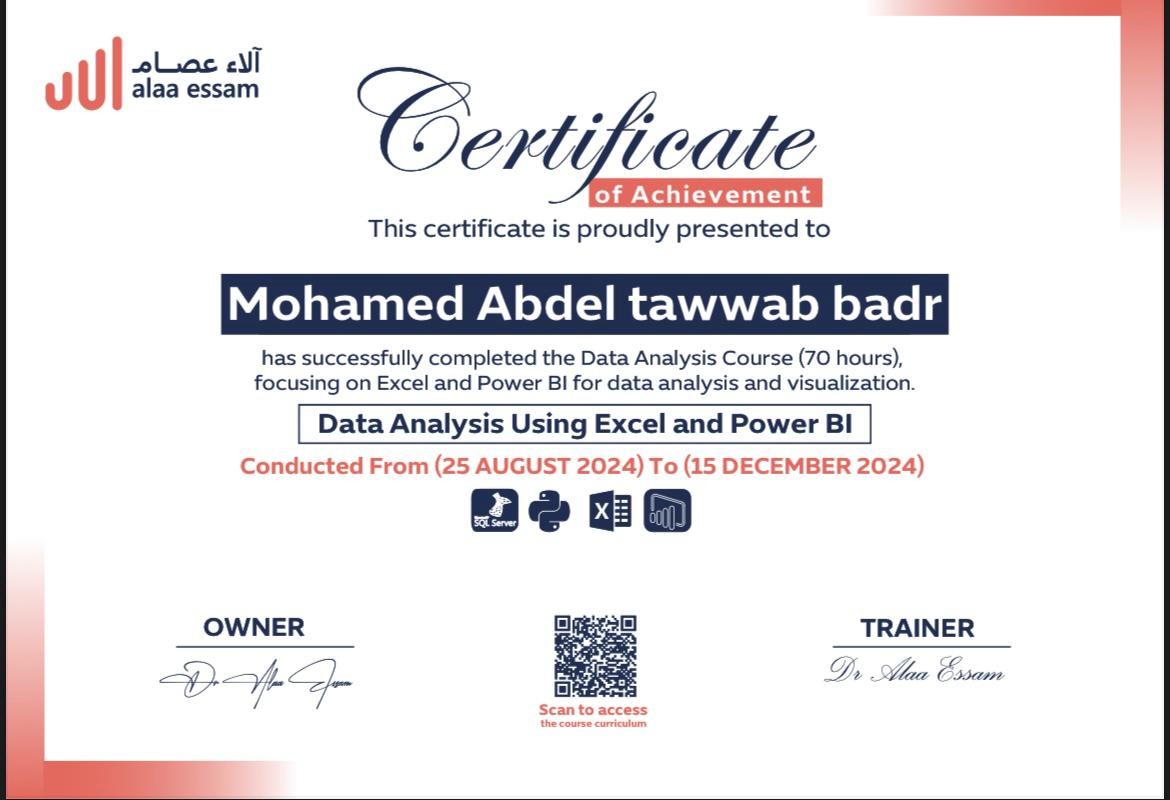 آلاء عصام
alaa essam
Certificate
of Achievement
This certificate is proudly presented to
Mohamed Abdel tawwab badr
has successfully completed the Data Analysis Course (70 hours),
focusing on Excel and Power BI for data analysis and visualization.
Data Analysis Using Excel and Power BI
Conducted From (25 AUGUST 2024) To (15 DECEMBER 2024)
SQL Server
X
OWNER
Dr Alaa Essam
Scan to access
the course curriculum
TRAINER
Dr Alaa Essam